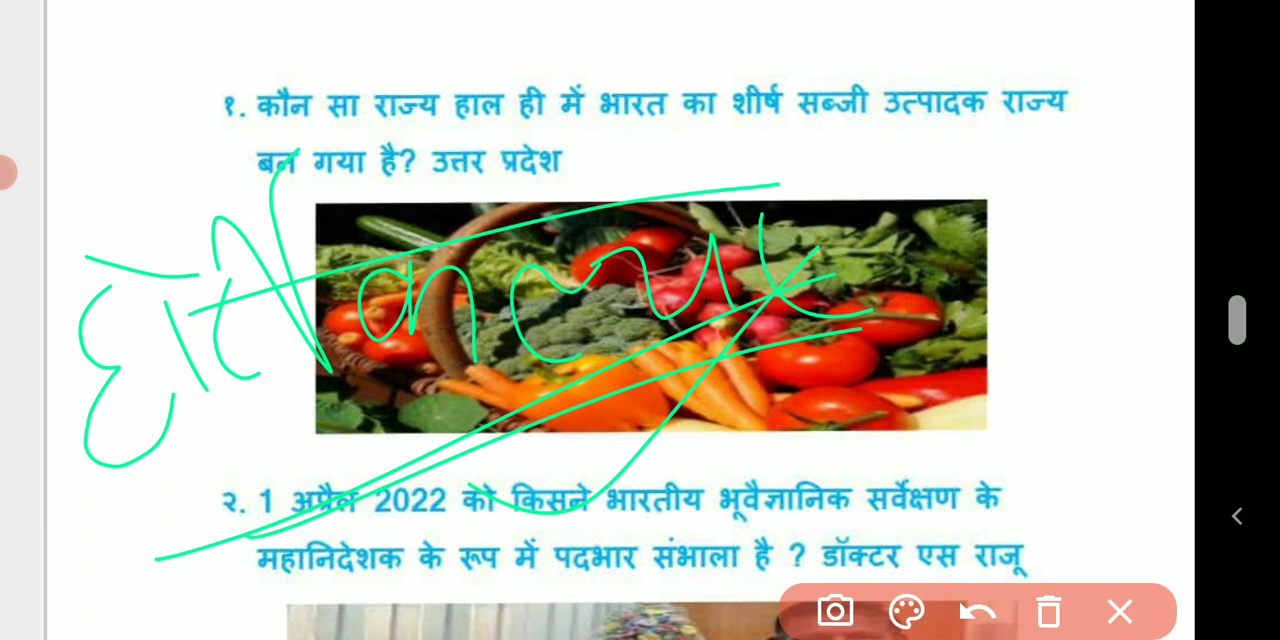 १. कौन सा राज्य हाल ही में भारत का शीर्ष सब्जी उत्पादक राज्य
बन गया है? उत्तर प्रदेश
२. 1 अप्रैल 2022 को किसने भारतीय भूवैज्ञानिक सर्वेक्षण के
महानिदेशक के रूप में पदभार संभाला है ? डॉक्टर एस राजू